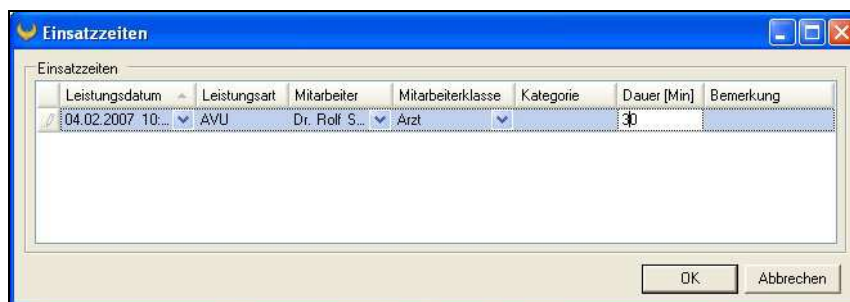 Einsatzzeiten
Einsatzzeiten
Leistungsdatum Leistungsart Mitarbeiter Mitarbeiterklasse Kategorie Dauer [Min] Bemerkung
04.02.2007 10:... AVU Dr. Rolf S... Arzt 30
OK Abbrechen